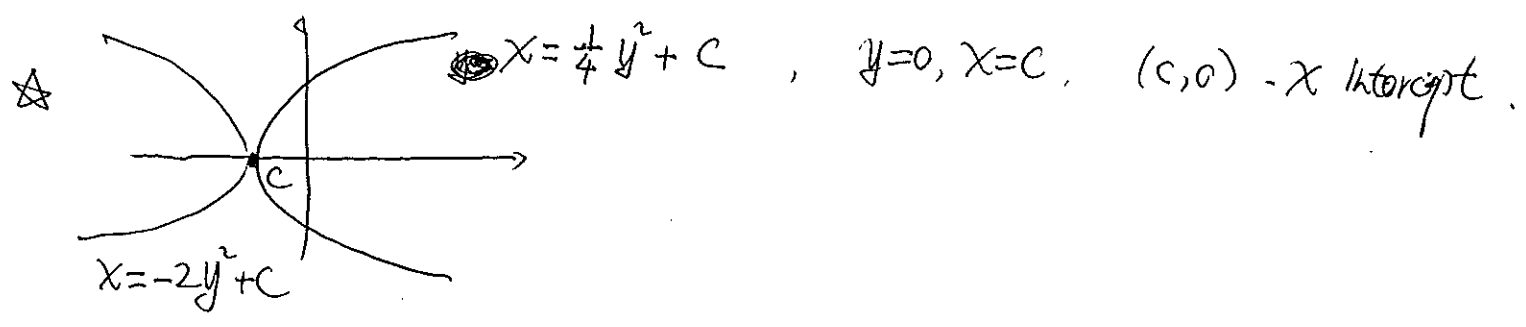 ☆ x = 1/4 y² + C , y=0, x=C. (c,0) - x Intercept.
C
x=-2y²+C